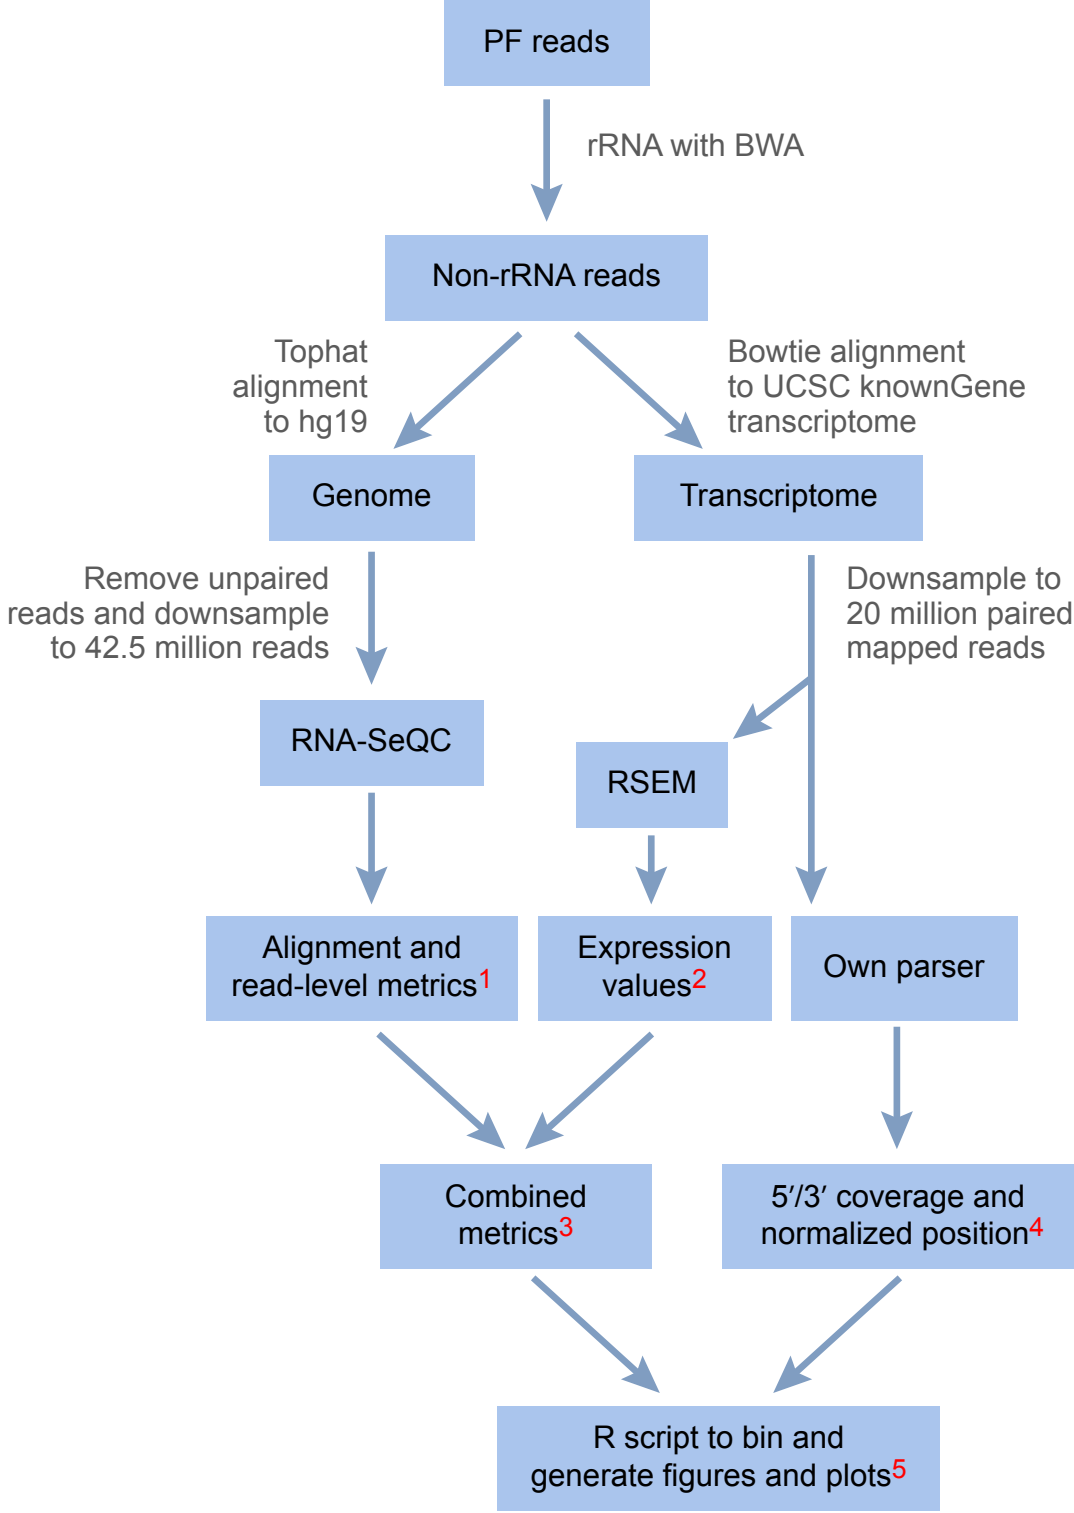 PF reads
rRNA with BWA
Non-rRNA reads
Tophat
alignment
to hg19
Bowtie alignment
to UCSC knownGene
transcriptome
Genome
Transcriptome
Remove unpaired
reads and downsample
to 42.5 million reads
Downsample to
20 million paired
mapped reads
RNA-SeQC
RSEM
Alignment and
read-level metrics1
Expression
values2
Own parser
Combined
metrics3
5′/3′ coverage and
normalized position4
R script to bin and
generate figures and plots5